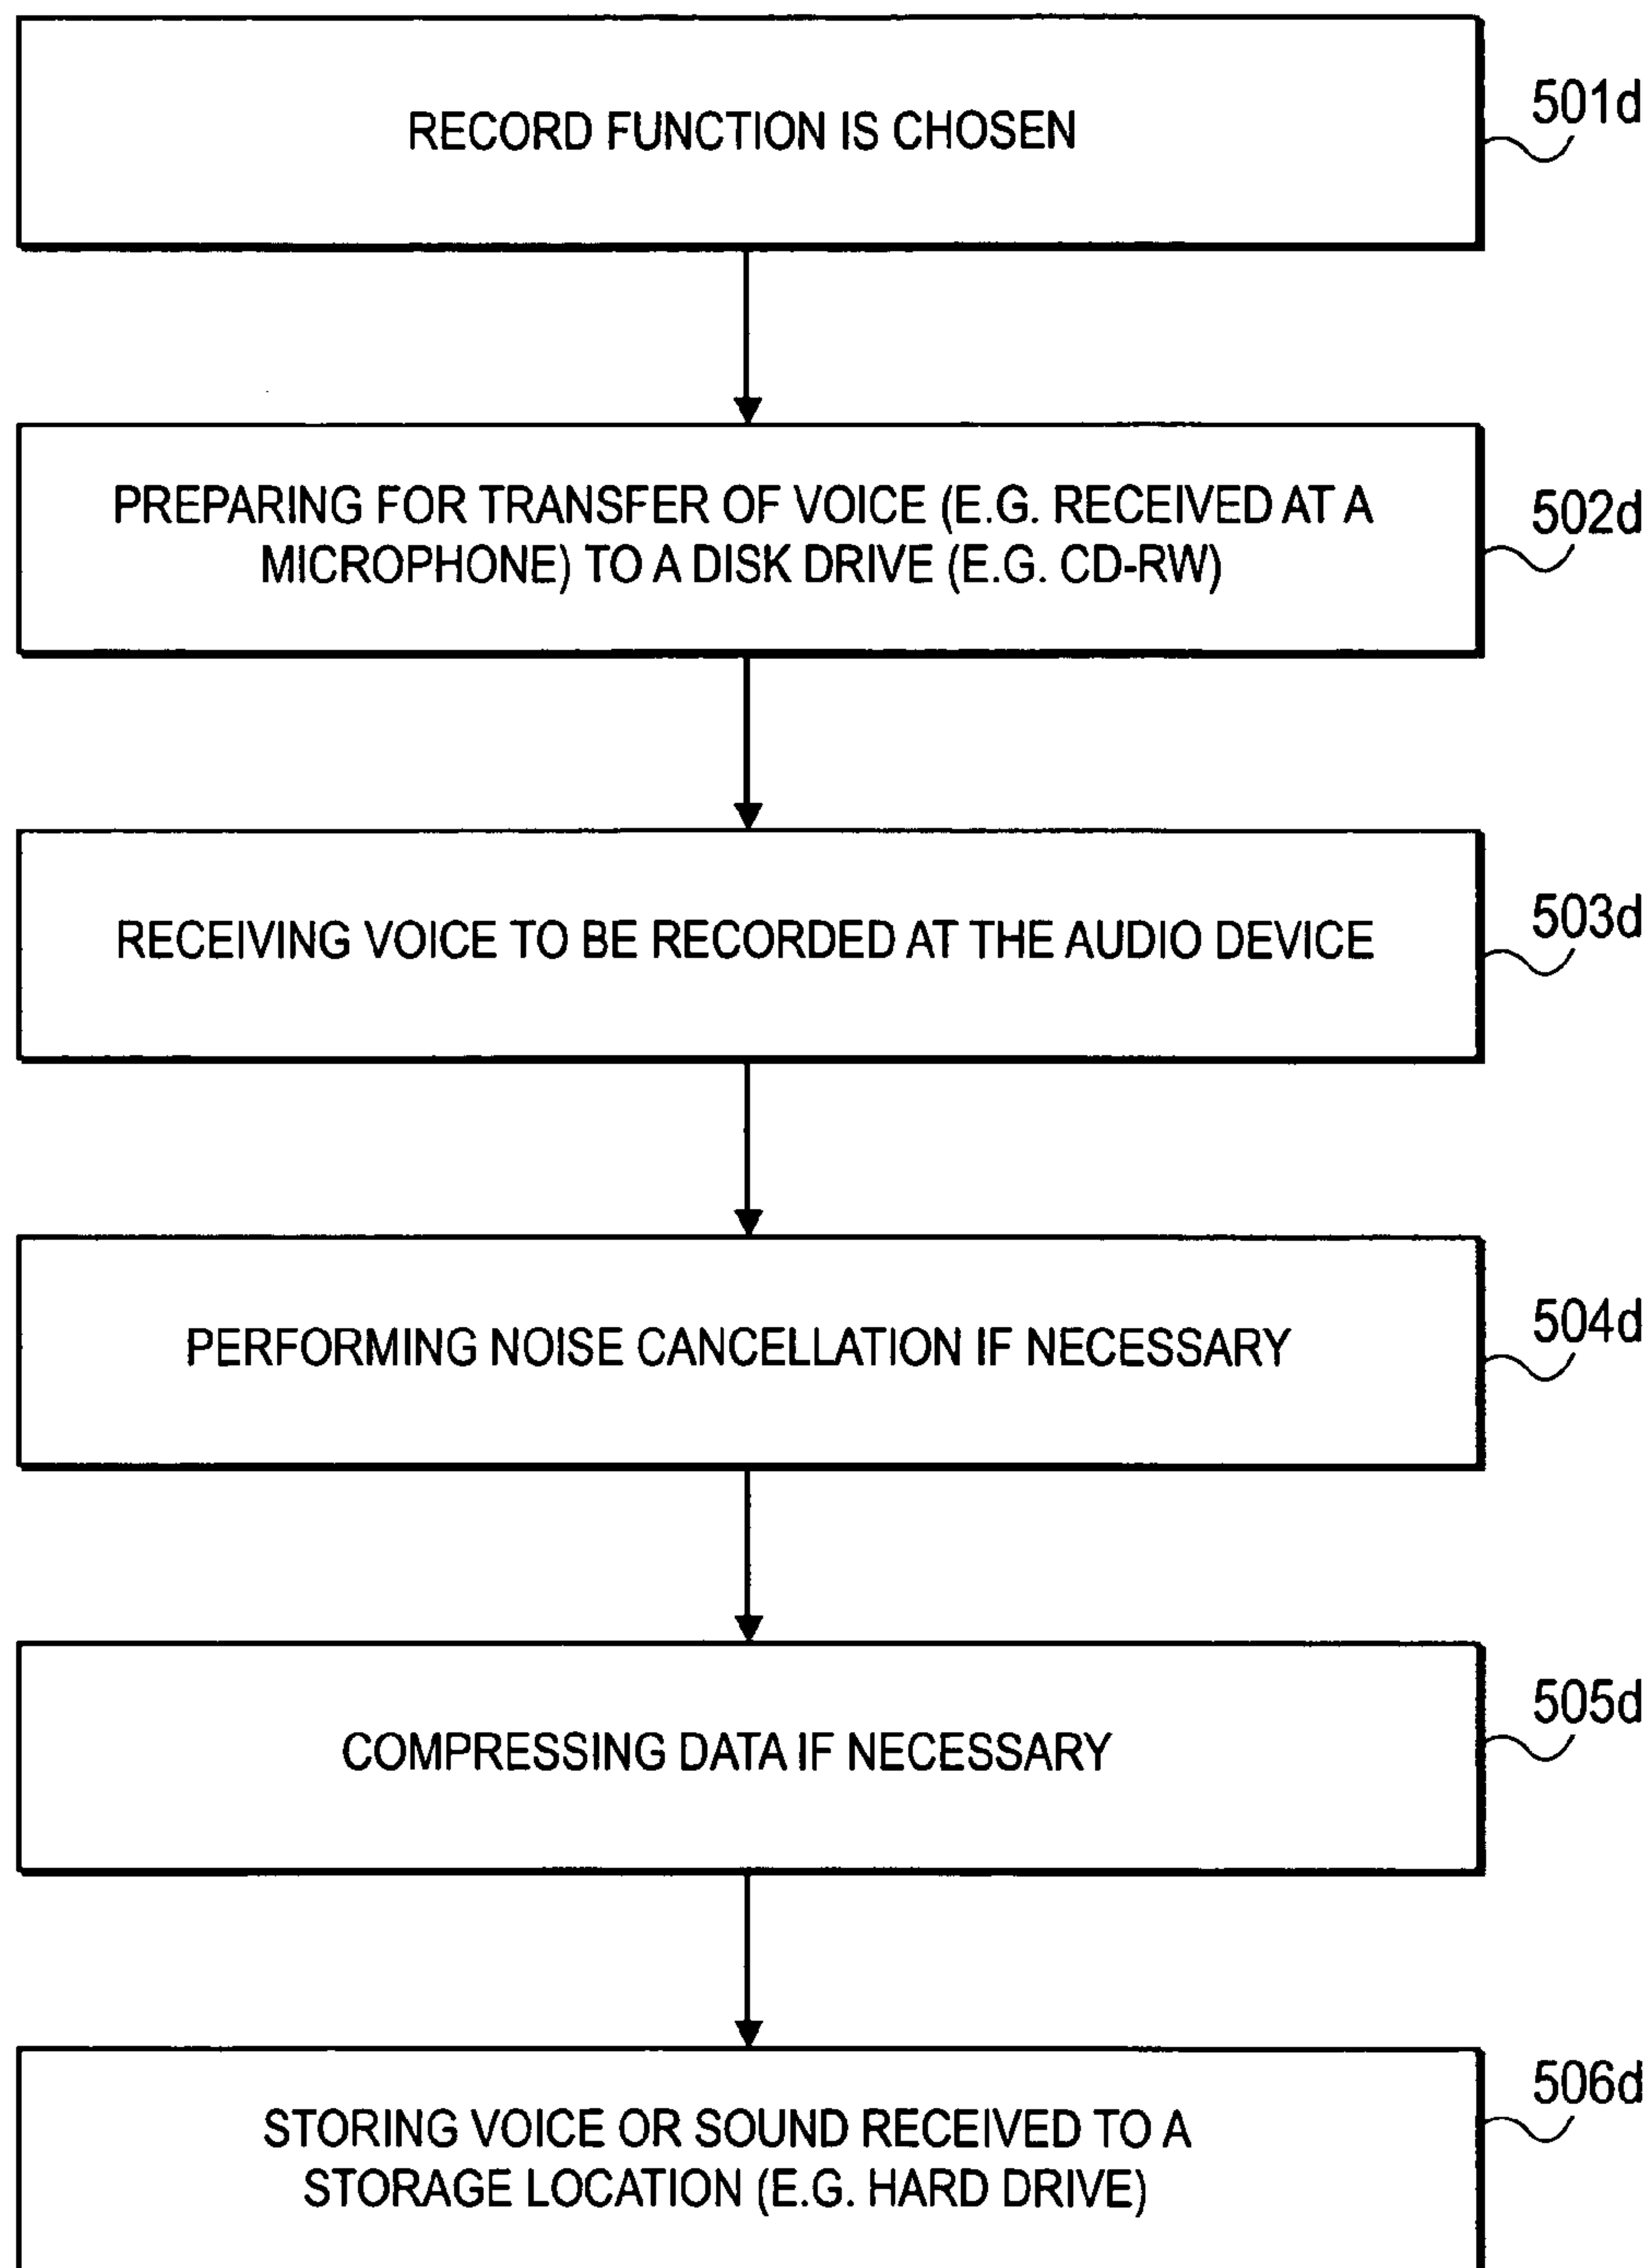 RECORD FUNCTION IS CHOSEN
501d
PREPARING FOR TRANSFER OF VOICE (E.G. RECEIVED AT A
MICROPHONE) TO A DISK DRIVE (E.G. CD-RW)
502d
RECEIVING VOICE TO BE RECORDED AT THE AUDIO DEVICE
503d
PERFORMING NOISE CANCELLATION IF NECESSARY
504d
COMPRESSING DATA IF NECESSARY
505d
STORING VOICE OR SOUND RECEIVED TO A
STORAGE LOCATION (E.G. HARD DRIVE)
506d